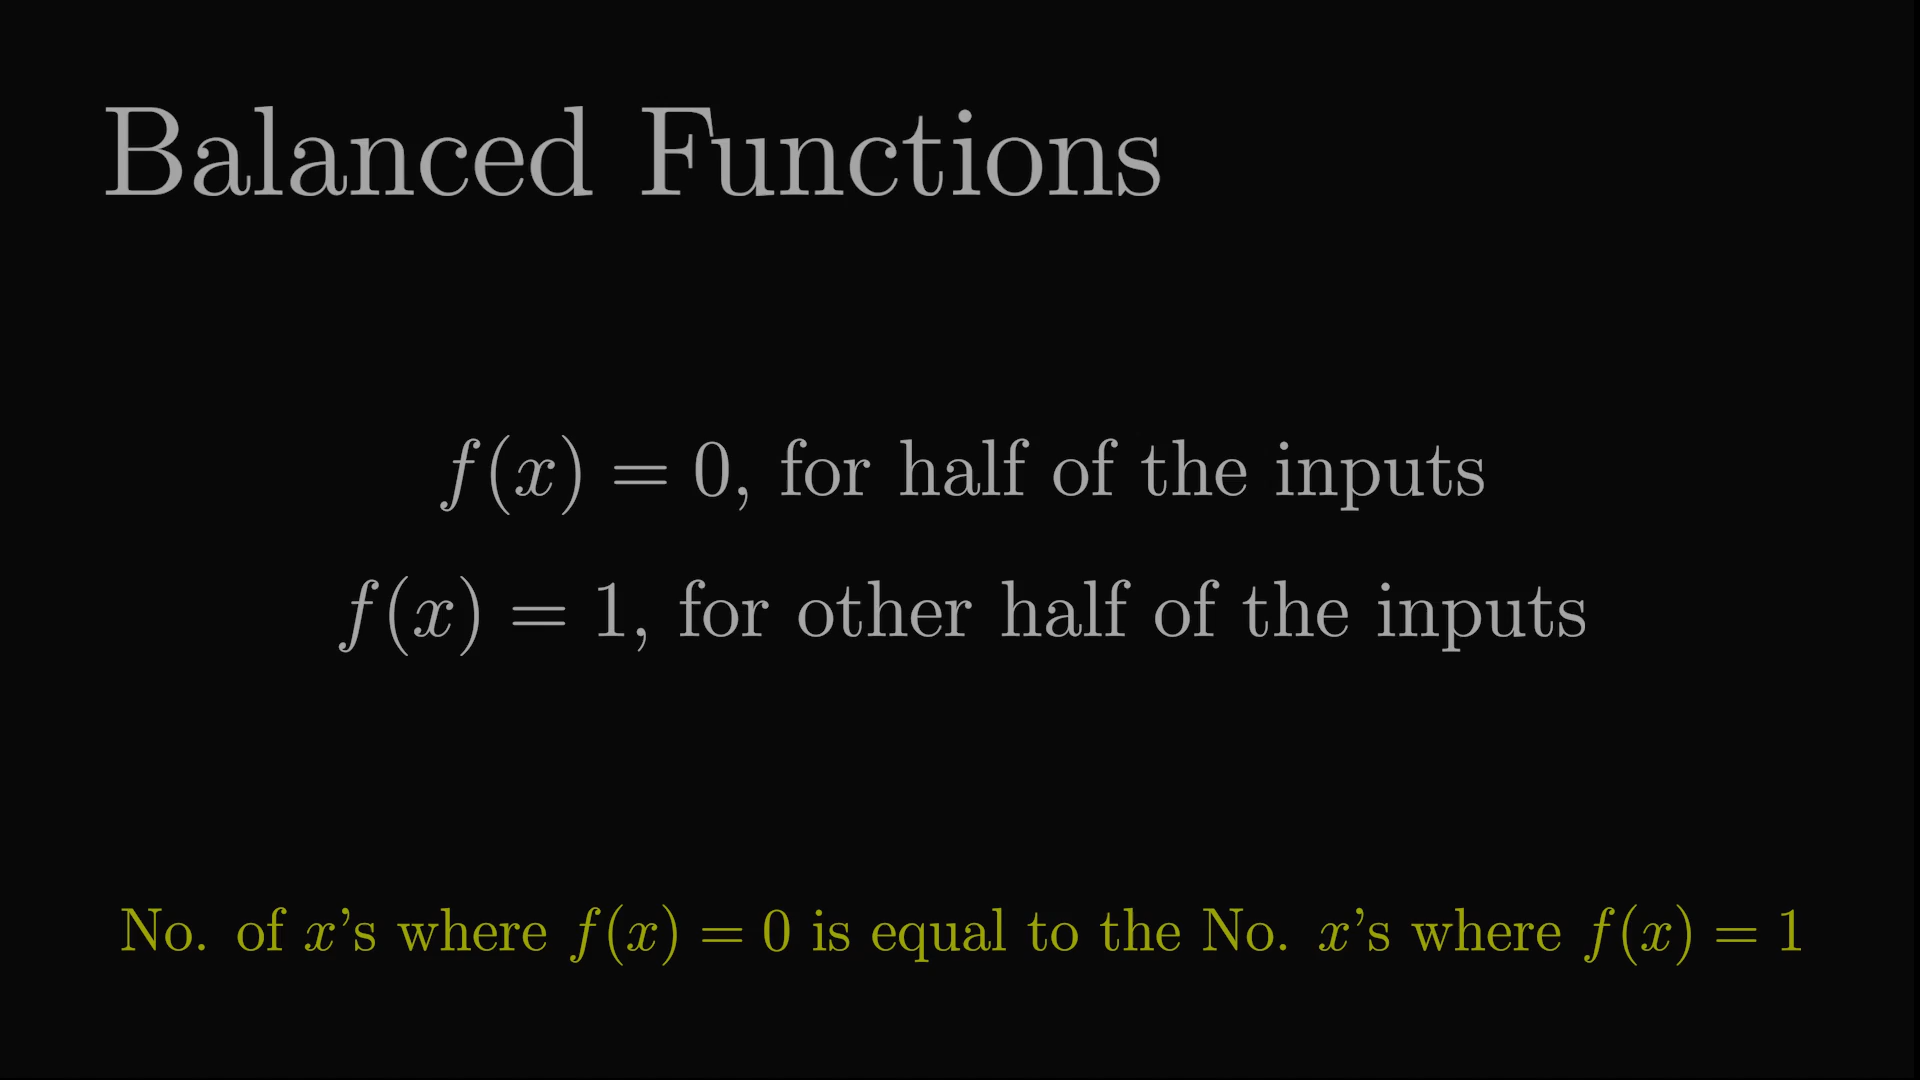 Balanced Functions
f(x) = 0, for half of the inputs
f(x) = 1, for other half of the inputs
No. of x’s where f(x) = 0 is equal to the No. x’s where f(x) = 1